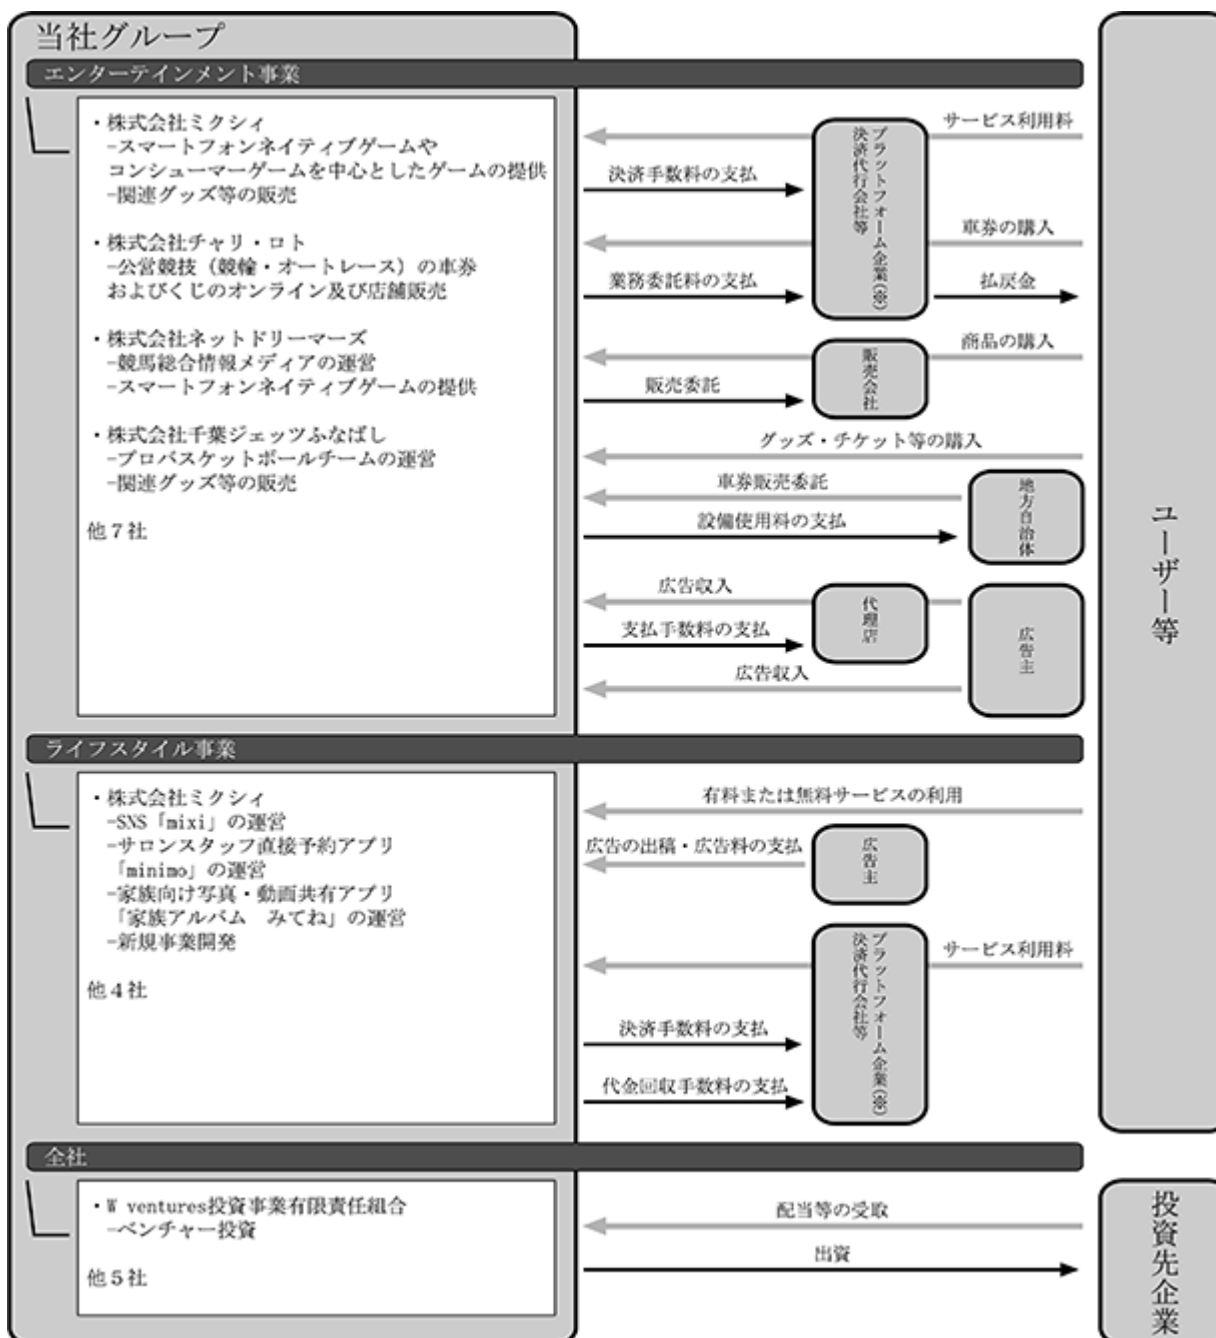 当社グループ
エンターテインメント事業
・株式会社ミクシィ
-スマートフォンネイティブゲームや
コンシューマーゲームを中心としたゲームの提供
-関連グッズ等の販売
・株式会社チャリ・ロト
-公営競技（競輪・オートレース）の車券
およびくじのオンライン及び店舗販売
・株式会社ネットドリーマーズ
-競馬総合情報メディアの運営
-スマートフォンネイティブゲームの提供
・株式会社千葉ジェッツふなばし
-プロバスケットボールチームの運営
-関連グッズ等の販売
他７社
サービス利用料
決済手数料の支払
プラットフォーム企業(※)
決済代行会社等
車券の購入
業務委託料の支払
払戻金
商品の購入
販売委託
販売会社
グッズ・チケット等の購入
車券販売委託
設備使用料の支払
地方自治体
広告収入
支払手数料の支払
代理店
広告収入
広告主
ユーザー等
ライフスタイル事業
・株式会社ミクシィ
-SNS「mixi」の運営
-サロンスタッフ直接予約アプリ
「minimo」の運営
-家族向け写真・動画共有アプリ
「家族アルバム　みてね」の運営
-新規事業開発
他４社
有料または無料サービスの利用
広告の出稿・広告料の支払
広告主
サービス利用料
プラットフォーム企業(※)
決済代行会社等
決済手数料の支払
代金回収手数料の支払
全社
・W ventures投資事業有限責任組合
-ベンチャー投資
他５社
配当等の受取
出資
投資先企業